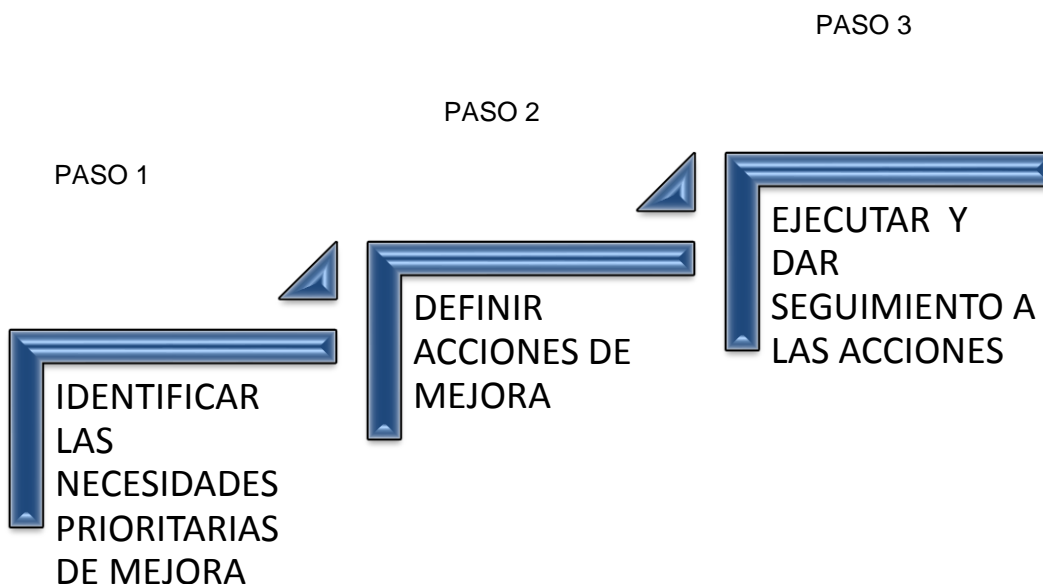 PASO 1
IDENTIFICAR
LAS
NECESIDADES
PRIORITARIAS
DE MEJORA
PASO 2
DEFINIR
ACCIONES DE
MEJORA
PASO 3
EJECUTAR Y
DAR
SEGUIMIENTO A
LAS ACCIONES